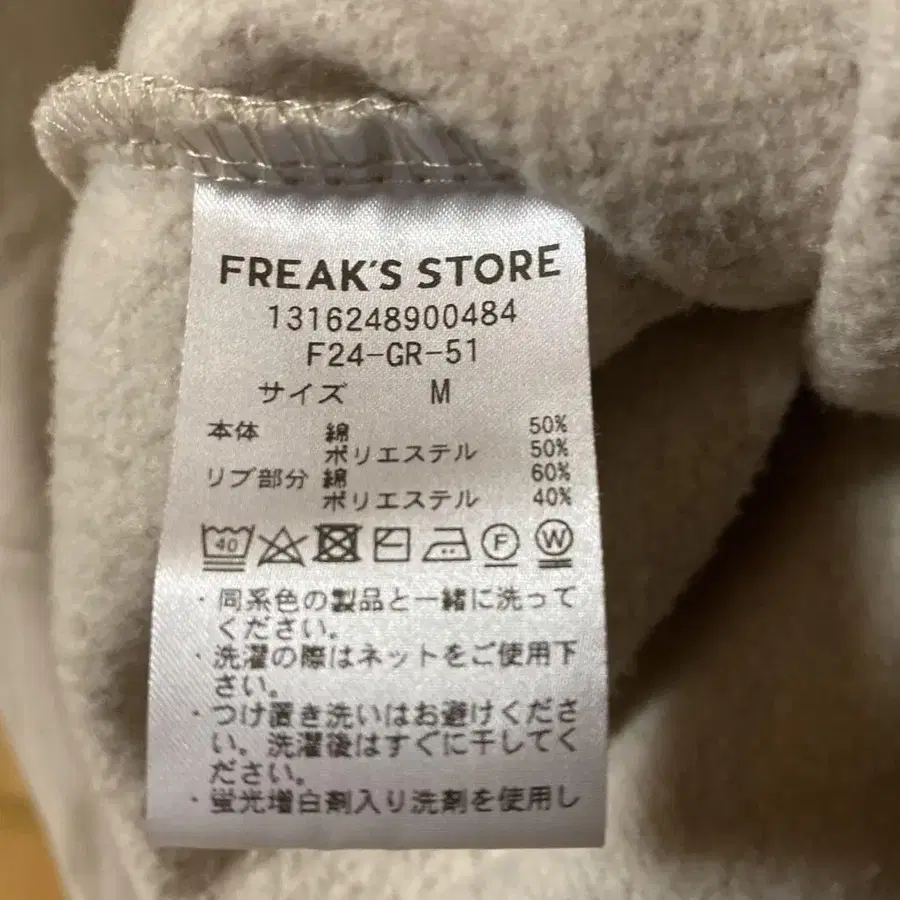 FREAK'S STORE
1316248900484
F24-GR-51
サイズ M
本体 綿 50%
ポリエステル 50%
リブ部分 綿 60%
ポリエステル 40%
40 F W
・同系色の製品と一緒に洗って
ください。
・洗濯の際はネットをご使用下
さい。
・つけ置き洗いはお避けくださ
い。洗濯後はすぐに干してく
ださい。
・蛍光増白剤入り洗剤を使用し